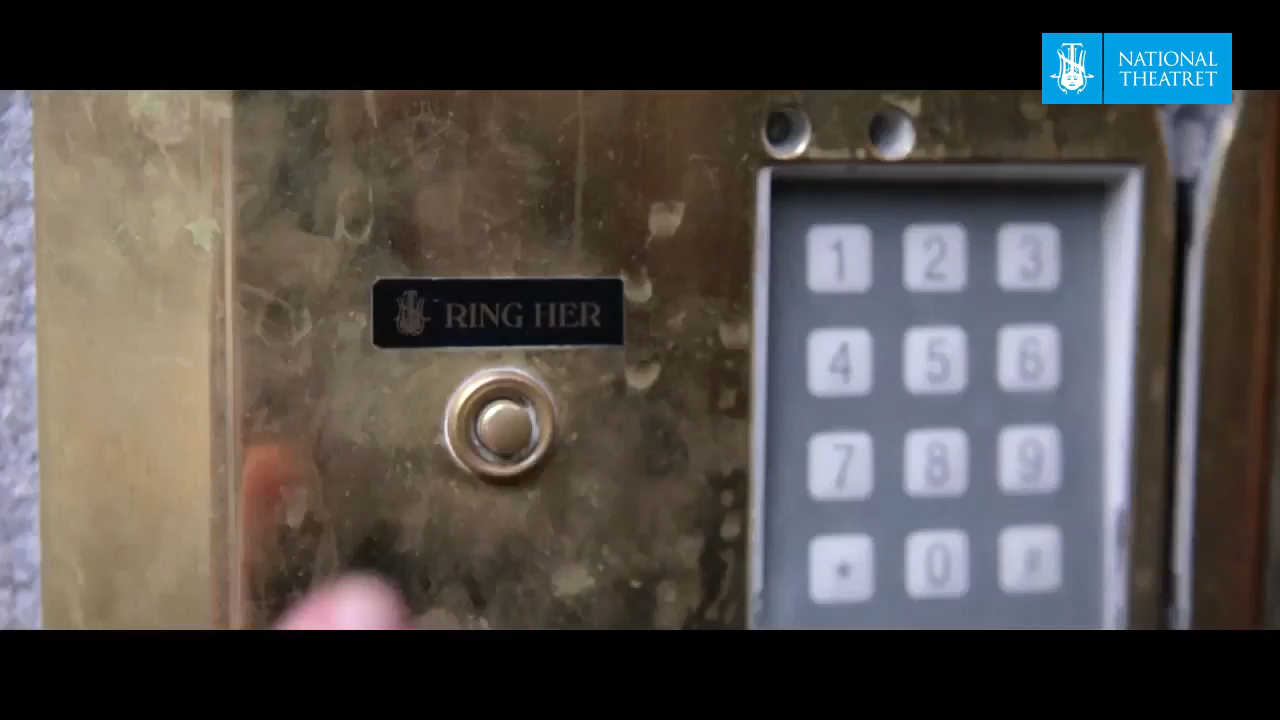 NATIONAL
THEATRET
RING HER
1 2 3
4 5 6
7 8 9
* 0 #